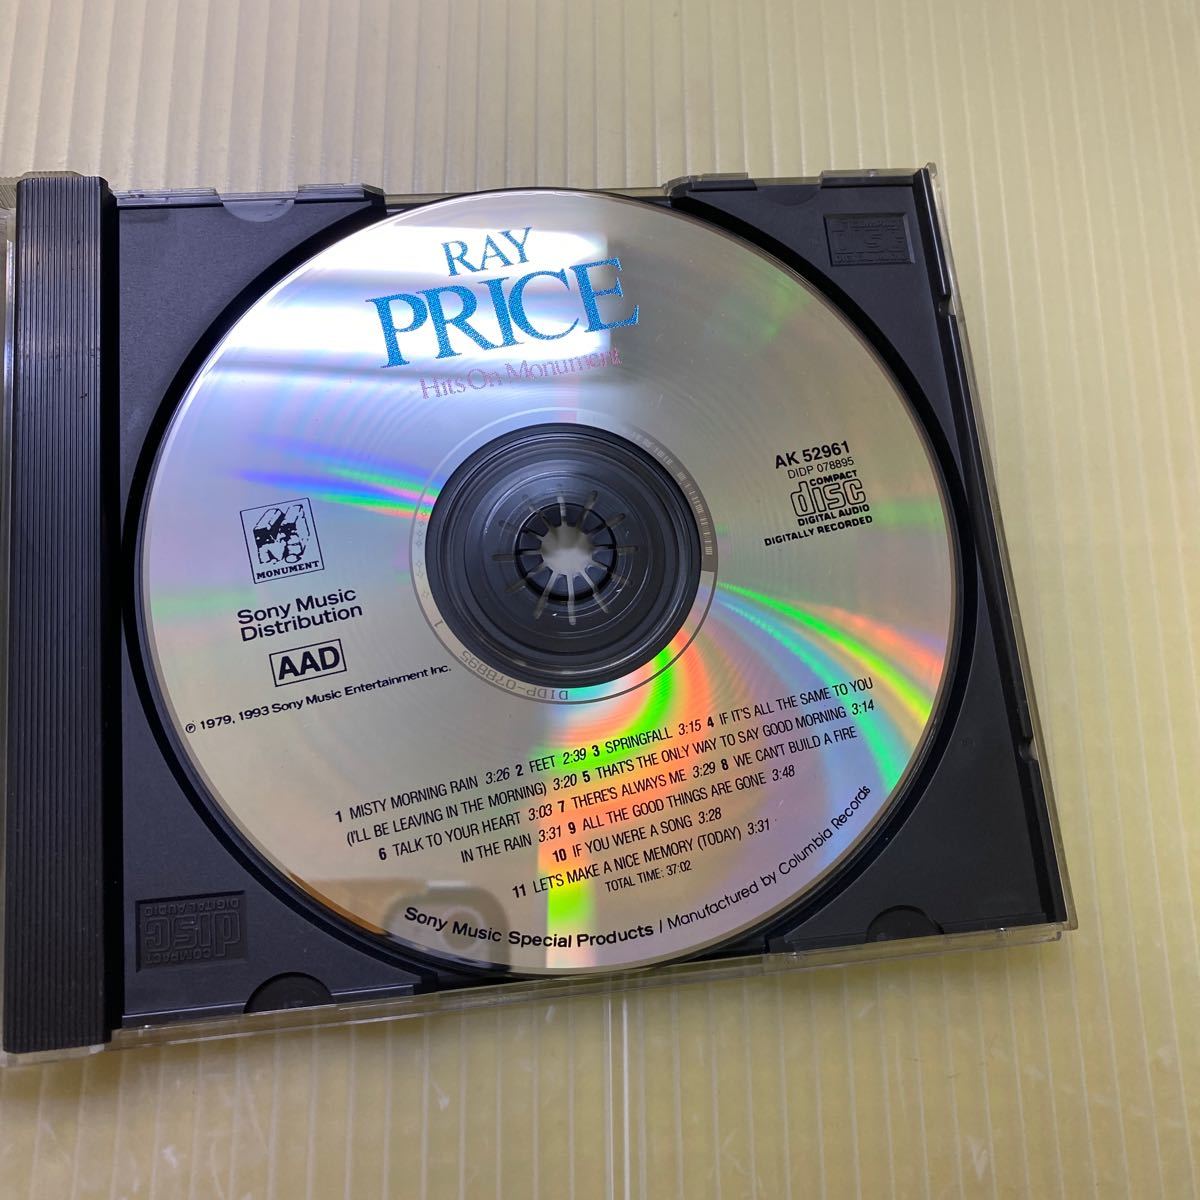 RAY
PRICE
Hits On Monument
AK 52961
DIDP 078895
COMPACT
disc
DIGITAL AUDIO
DIGITALLY RECORDED
MONUMENT
Sony Music
Distribution
AAD
℗ 1979, 1993 Sony Music Entertainment Inc.
DIDP-078895 1
1 MISTY MORNING RAIN 3:26 2 FEET 2:39 3 SPRINGFALL 3:15 4 IF IT'S ALL THE SAME TO YOU
(I'LL BE LEAVING IN THE MORNING) 3:20 5 THAT'S THE ONLY WAY TO SAY GOOD MORNING 3:14
6 TALK TO YOUR HEART 3:03 7 THERE'S ALWAYS ME 3:29 8 WE CAN'T BUILD A FIRE
IN THE RAIN 3:31 9 ALL THE GOOD THINGS ARE GONE 3:48
10 IF YOU WERE A SONG 3:28
11 LET'S MAKE A NICE MEMORY (TODAY) 3:31
TOTAL TIME: 37:02
Sony Music Special Products / Manufactured by Columbia Records
COMPACT
disc
DIGITAL AUDIO
COMPACT
disc
DIGITAL AUDIO